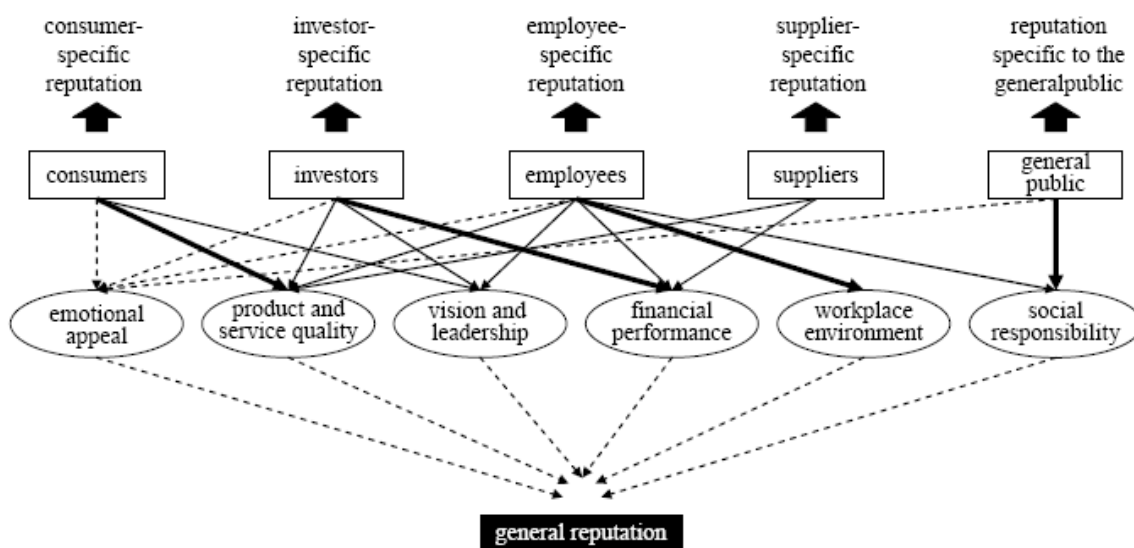 consumer-
specific
reputation
investor-
specific
reputation
employee-
specific
reputation
supplier-
specific
reputation
reputation
specific to the
generalpublic
consumers
investors
employees
suppliers
general
public
emotional
appeal
product and
service quality
vision and
leadership
financial
performance
workplace
environment
social
responsibility
general reputation